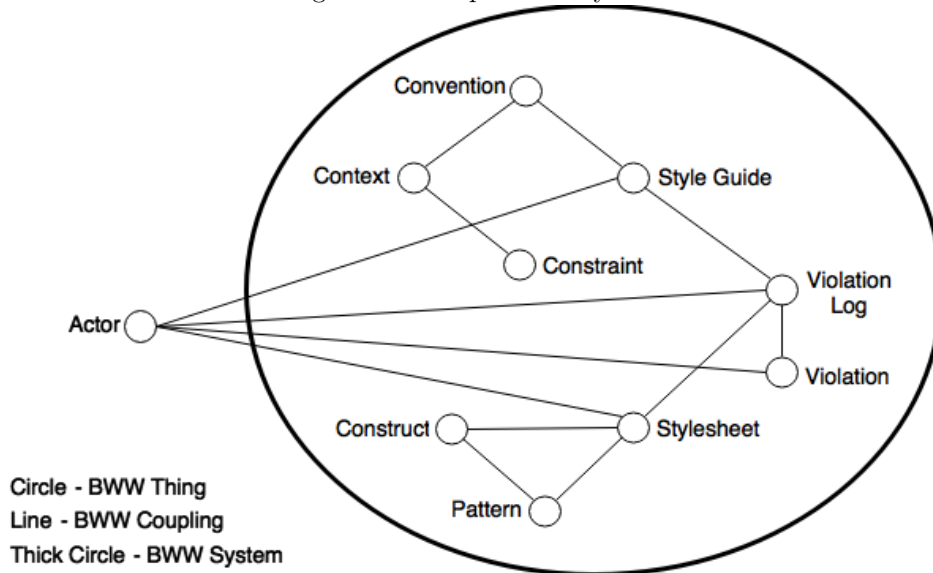 Convention
Context
Style Guide
Constraint
Violation
Log
Actor
Violation
Construct
Stylesheet
Pattern
Circle - BWW Thing
Line - BWW Coupling
Thick Circle - BWW System